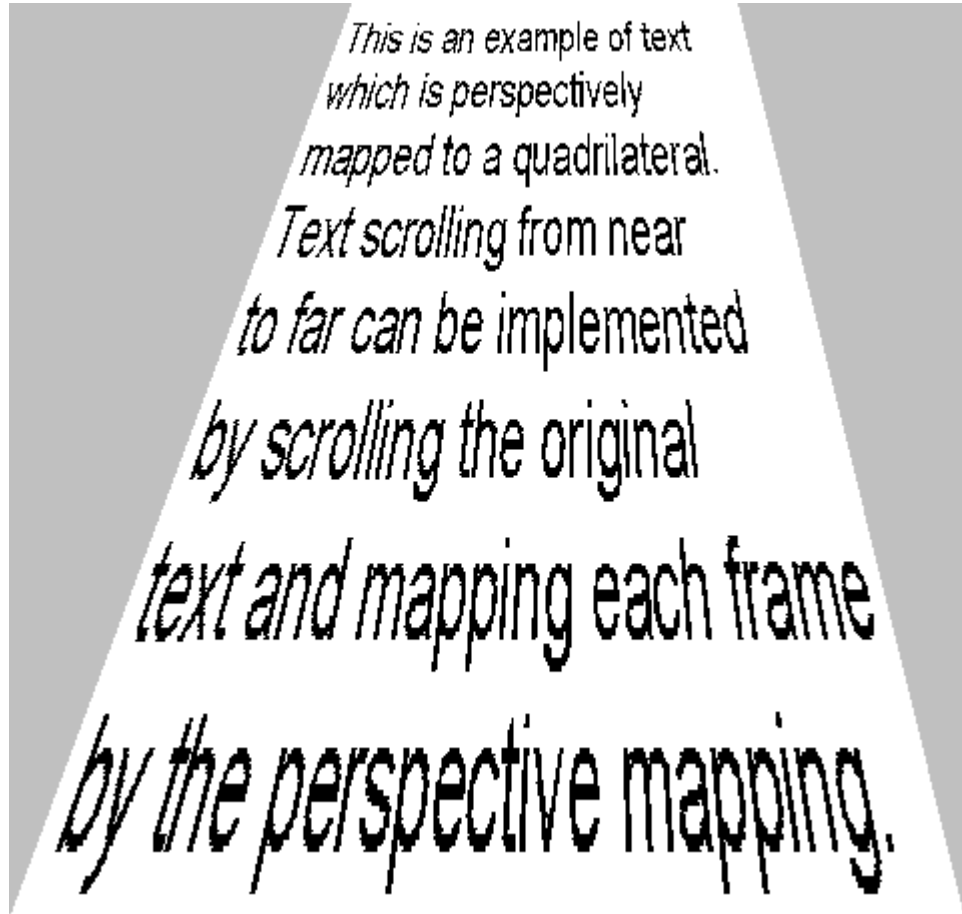 This is an example of text
which is perspectively
mapped to a quadrilateral.
Text scrolling from near
to far can be implemented
by scrolling the original
text and mapping each frame
by the perspective mapping.